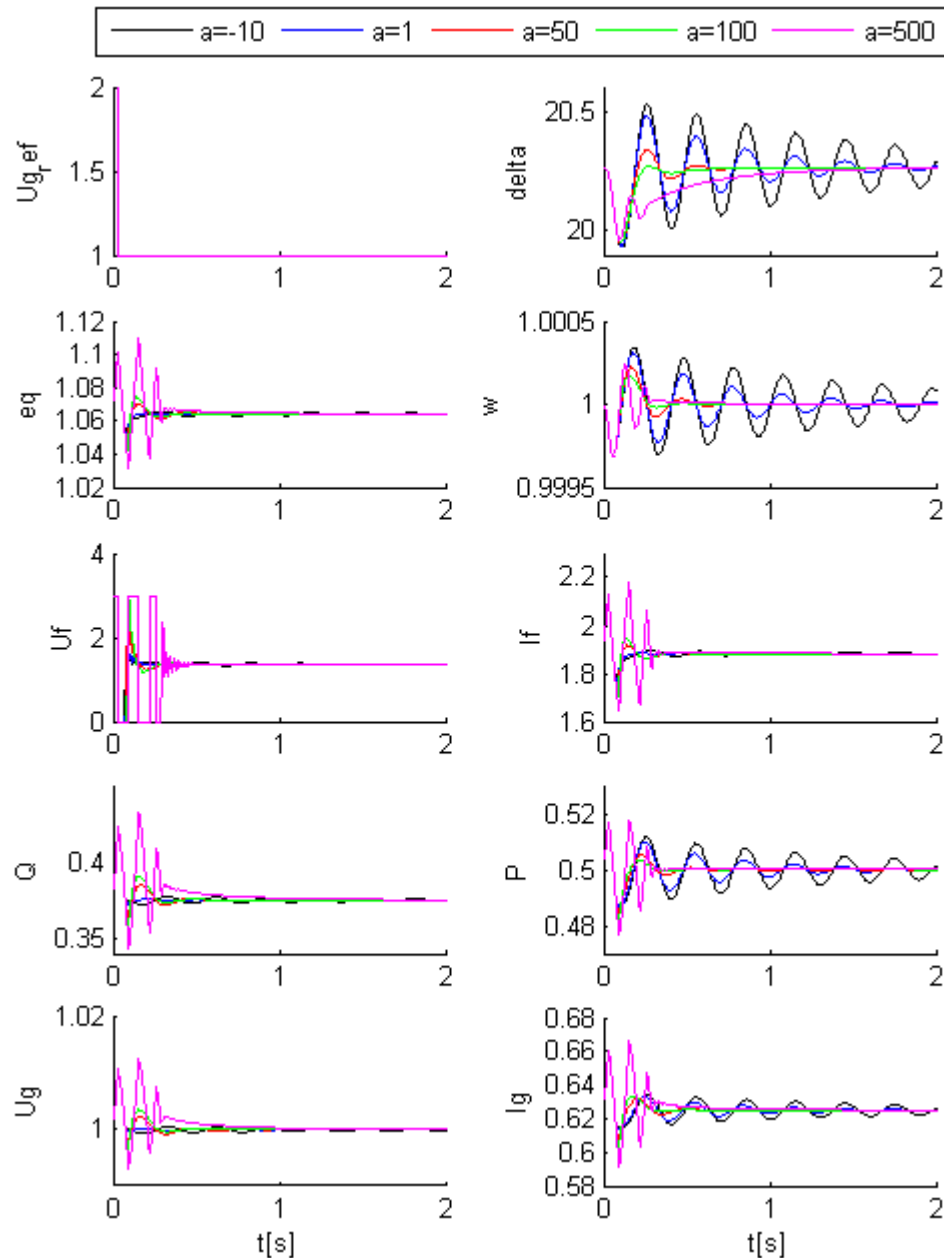 a=-10 a=1 a=50 a=100 a=500
2
1.5
1
Ug_ref
0 1 2
20.5
20
delta
0 1 2
1.12
1.1
1.08
1.06
1.04
1.02
eq
0 1 2
1.0005
1
0.9995
w
0 1 2
4
2
0
Uf
0 1 2
2.2
2
1.8
1.6
If
0 1 2
0.4
0.35
Q
0 1 2
0.52
0.5
0.48
P
0 1 2
1.02
1
Ug
0 1 2
t[s]
0.68
0.66
0.64
0.62
0.6
0.58
Ig
0 1 2
t[s]